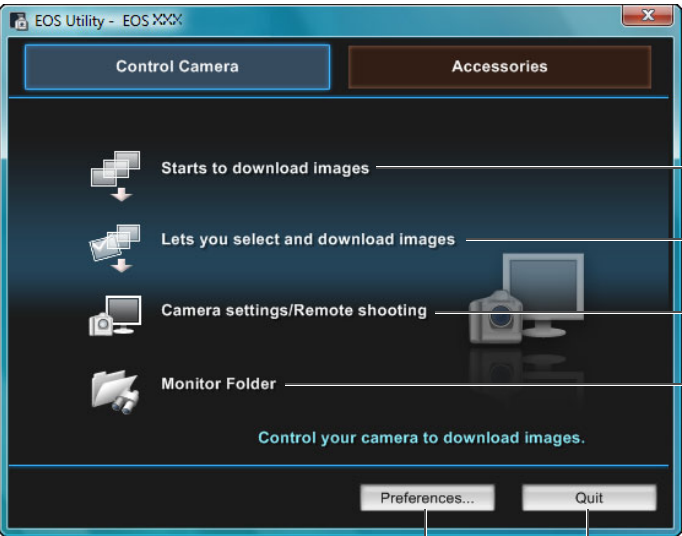 EOS Utility - EOS XXX
Control Camera
Accessories
Starts to download images
Lets you select and download images
Camera settings/Remote shooting
Monitor Folder
Control your camera to download images.
Preferences...
Quit